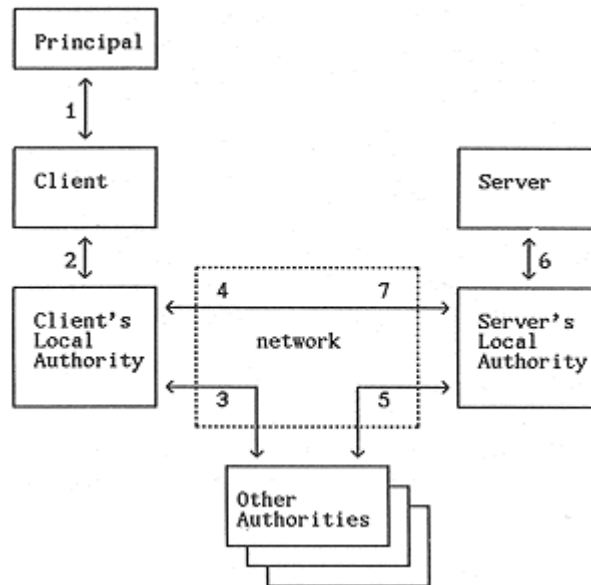 Principal
1
Client
Server
2
6
4 7
Client's
Local
Authority
network
Server's
Local
Authority
3 5
Other
Authorities